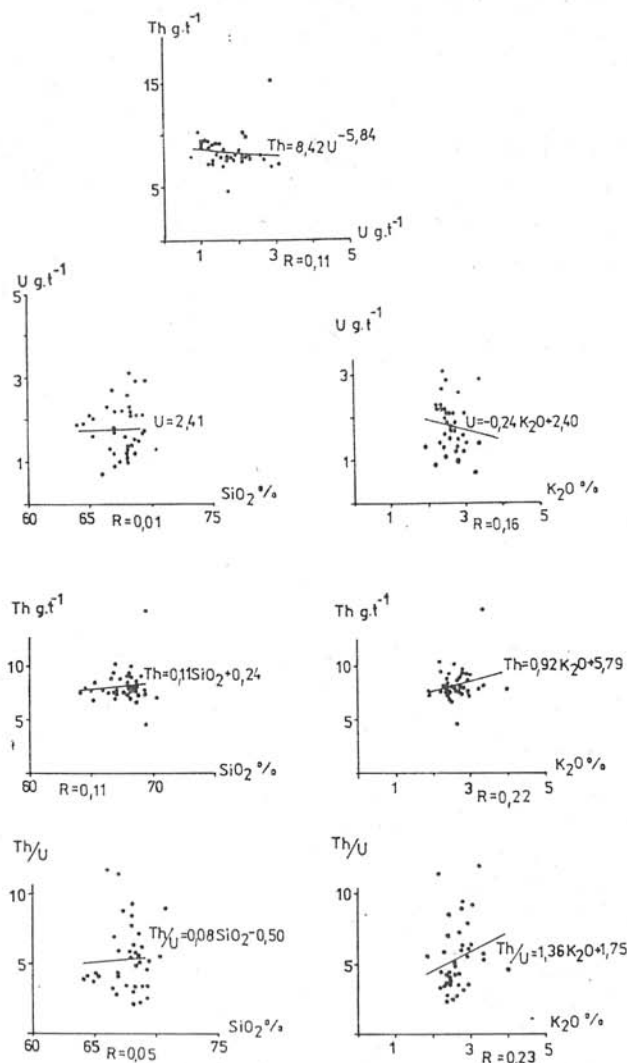 Th g.t⁻¹
15
5
Th=8,42U⁻⁵,⁸⁴
1 3 5
U g.t⁻¹
R=0,11
U g.t⁻¹
5
3
1
U=2,41
60 65 75
SiO₂ %
R=0,01
U g.t⁻¹
3
1
U=-0,24K₂O+2,40
1 3 5
K₂O %
R=0,16
Th g.t⁻¹
10
5
Th=0,11SiO₂+0,24
60 70
SiO₂ %
R=0,11
Th g.t⁻¹
10
5
Th=0,92K₂O+5,79
1 3 5
K₂O %
R=0,22
Th/U
10
5
Th/U=0,08SiO₂-0,50
60 65 75
SiO₂ %
R=0,05
Th/U
10
5
Th/U=1,36K₂O+1,75
1 3 5
K₂O %
R=0,23